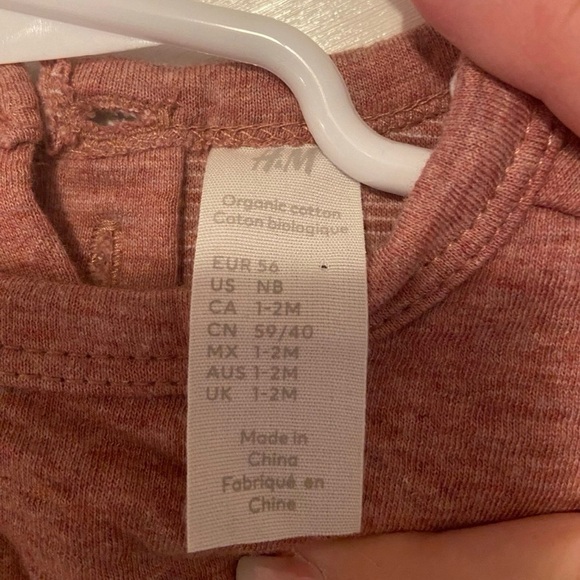 H&M
Organic cotton
Coton biologique
EUR 56
US NB
CA 1-2M
CN 59/40
MX 1-2M
AUS 1-2M
UK 1-2M
Made in
China
Fabriqué en
Chine